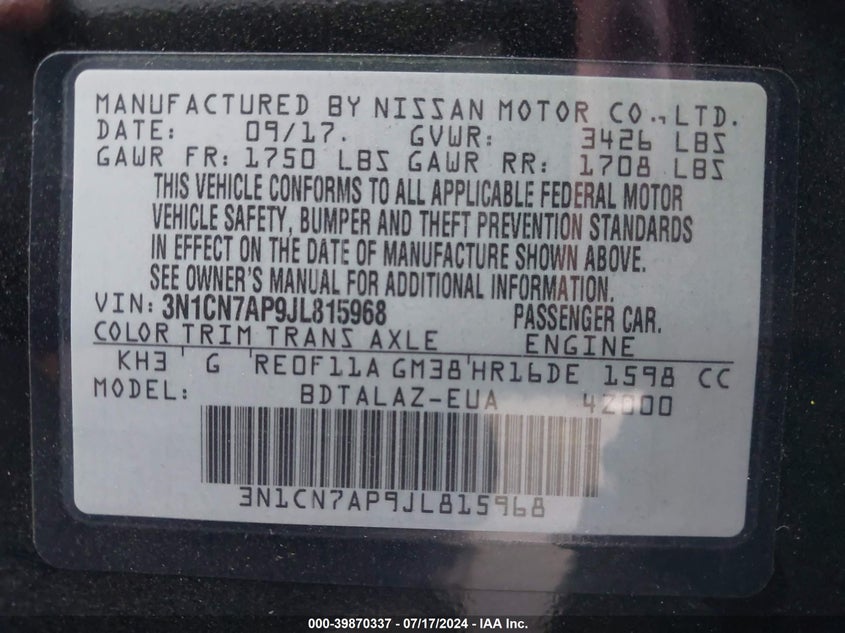 MANUFACTURED BY NISSAN MOTOR CO., LTD.
DATE: 09/17. GVWR: 3426 LBS
GAWR FR: 1750 LBS GAWR RR: 1708 LBS
THIS VEHICLE CONFORMS TO ALL APPLICABLE FEDERAL MOTOR
VEHICLE SAFETY, BUMPER AND THEFT PREVENTION STANDARDS
IN EFFECT ON THE DATE OF MANUFACTURE SHOWN ABOVE.
SEE OWNER'S MANUAL FOR ADDITIONAL INFORMATION.
VIN: 3N1CN7AP9JL815968 PASSENGER CAR.
COLOR TRIM TRANS AXLE ENGINE
KH3 ' G ' RE0F11A GM38 ' HR16DE 1598 CC
MODEL: BDTALAZ-EUA 4Z000
3N1CN7AP9JL815968
000-39870337 - 07/17/2024 - IAA Inc.